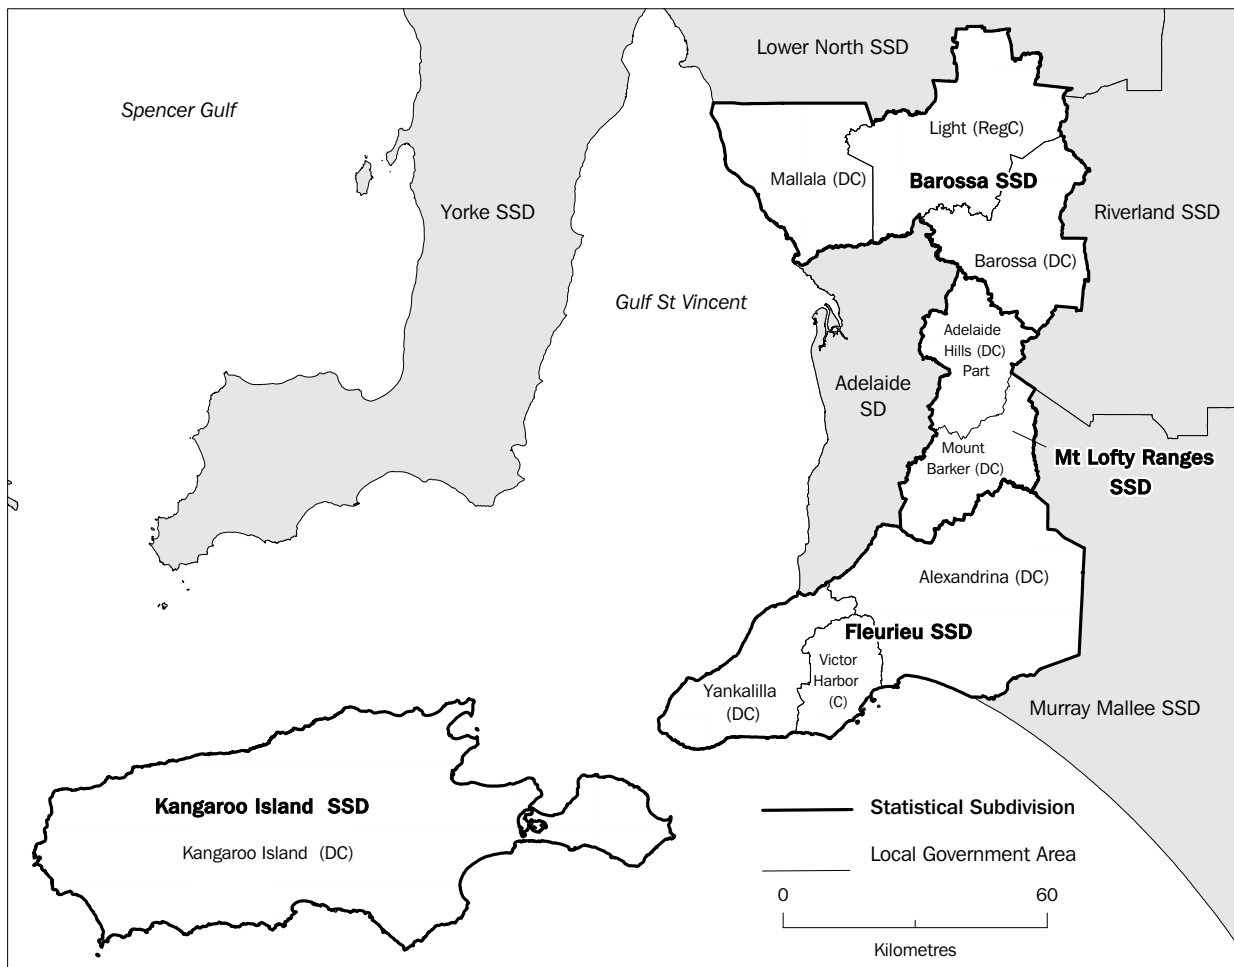 Lower North SSD
Spencer Gulf
Light (RegC)
Mallala (DC)
Barossa SSD
Yorke SSD
Riverland SSD
Barossa (DC)
Gulf St Vincent
Adelaide
Hills (DC)
Part
Adelaide
SD
Mount
Barker (DC)
Mt Lofty Ranges
SSD
Alexandrina (DC)
Fleurieu SSD
Victor
Harbor
(C)
Yankalilla
(DC)
Murray Mallee SSD
Kangaroo Island SSD
Kangaroo Island (DC)
Statistical Subdivision
Local Government Area
0 60
Kilometres